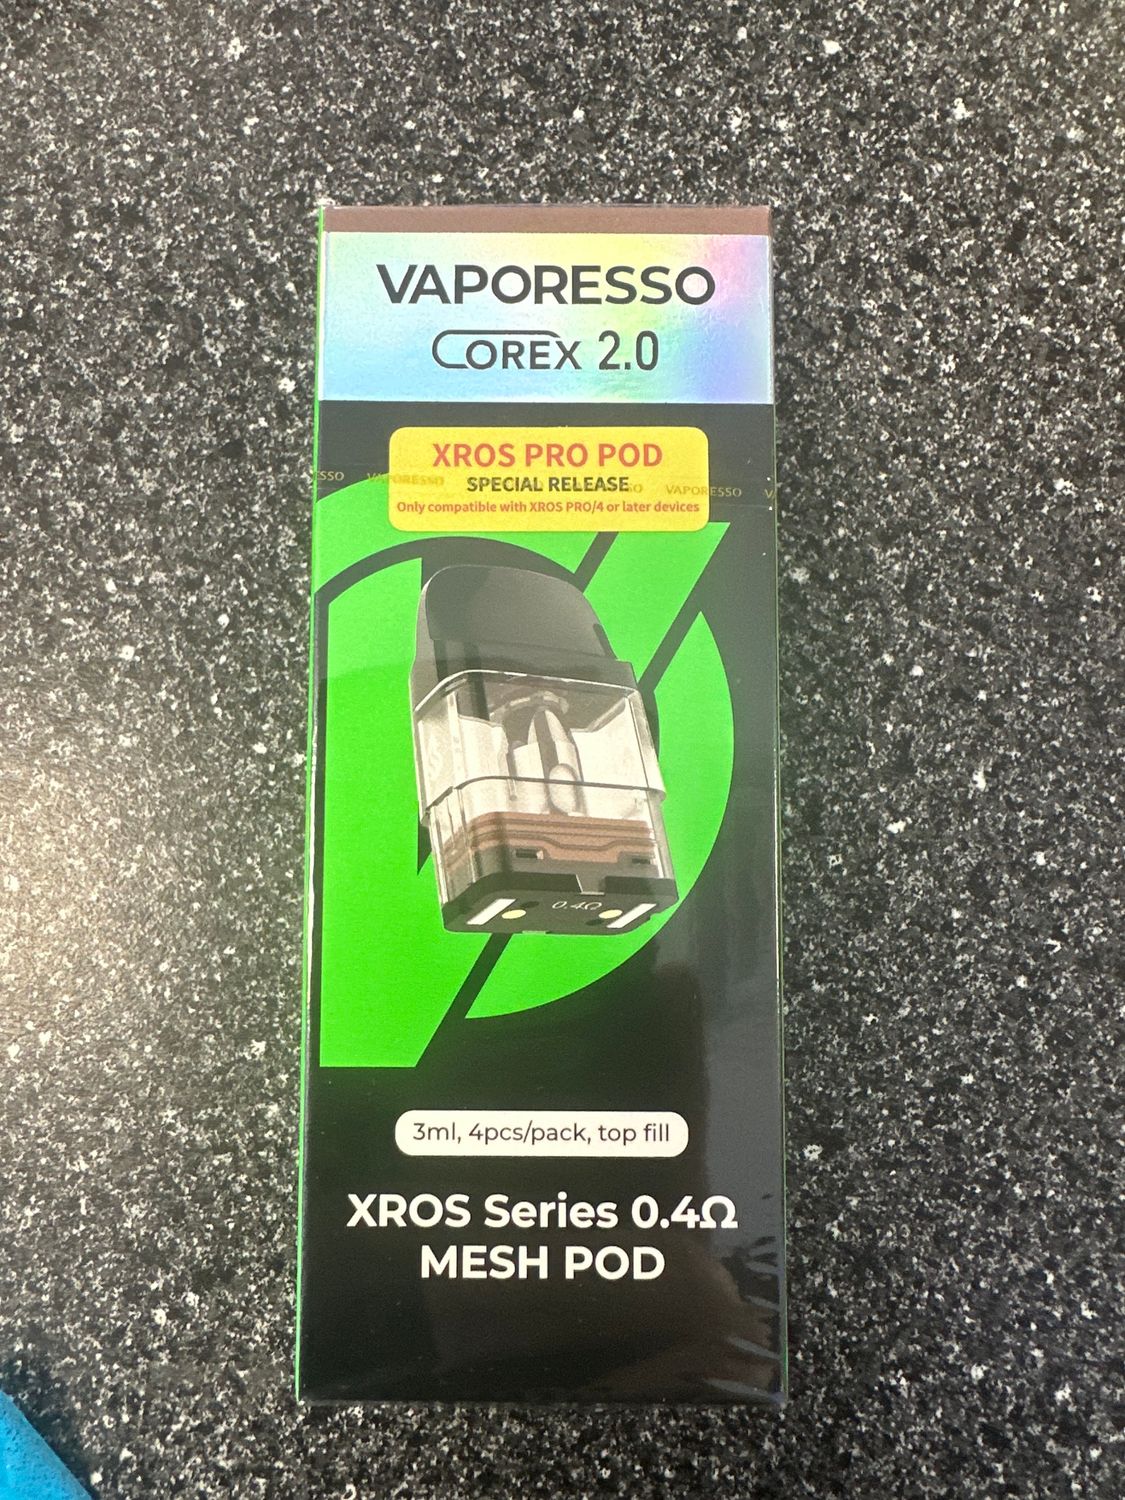 VAPORESSO
COREX 2.0
XROS PRO POD
SPECIAL RELEASE
Only compatible with XROS PRO/4 or later devices
VAPORESSO
VAPORESSO
0.4Ω
3ml, 4pcs/pack, top fill
XROS Series 0.4Ω
MESH POD